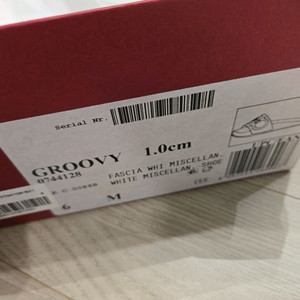 Serial Nr.
GROOVY 1.0cm
0744128
FASCIA WHI MISCELLAN.
WHITE MISCELLAN. SHOE
6 M